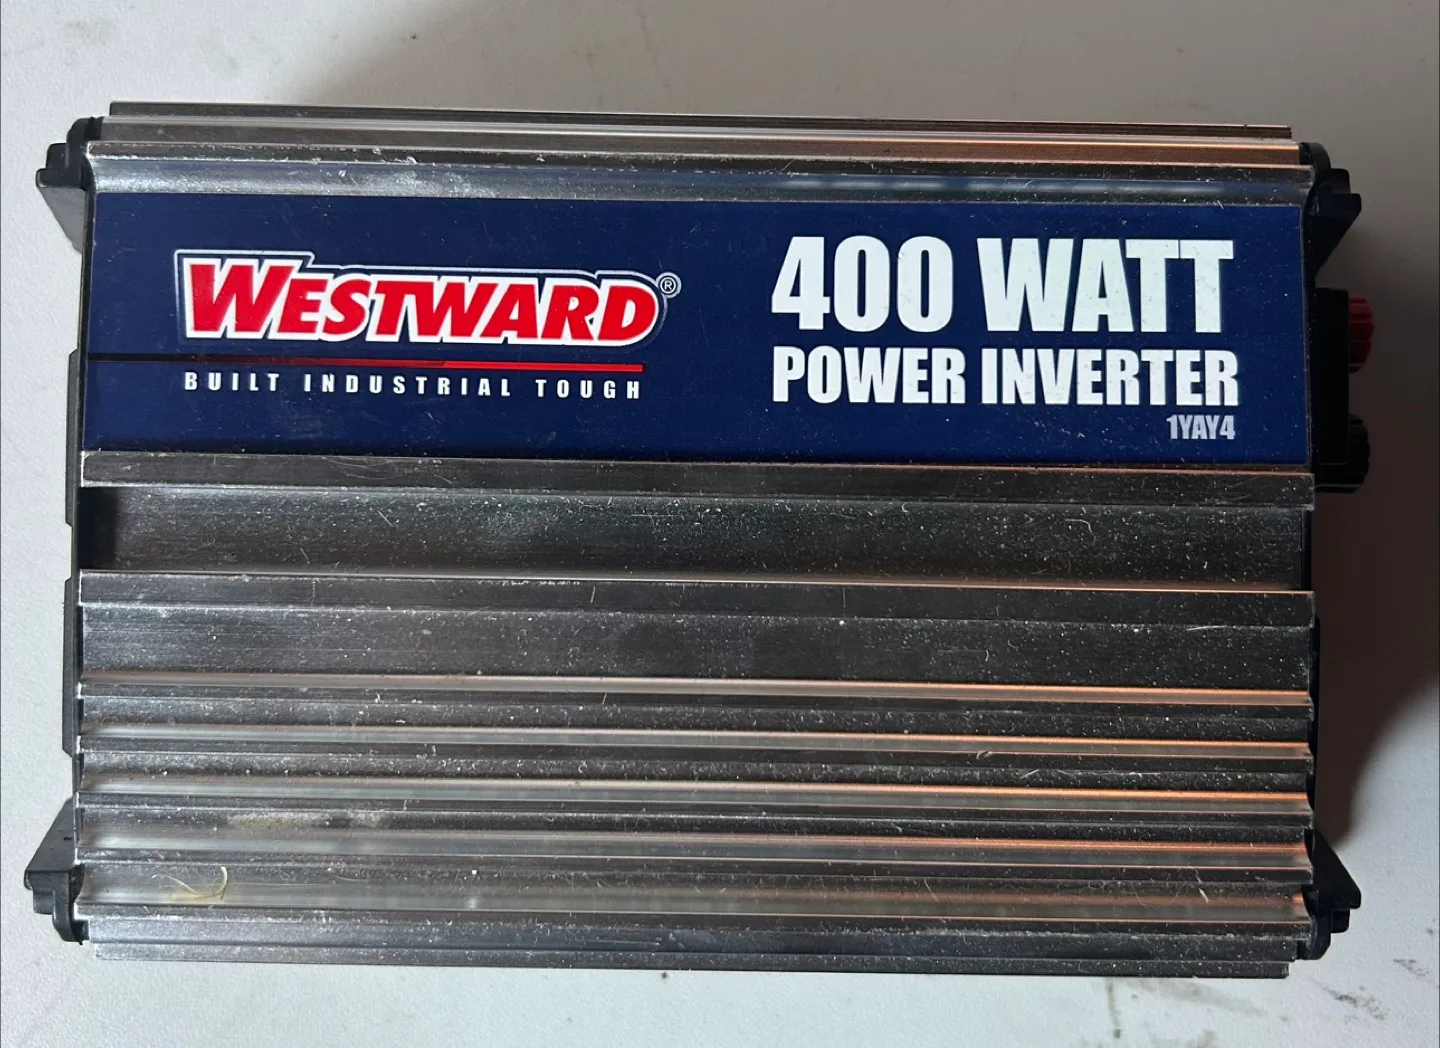 WESTWARD®
BUILT INDUSTRIAL TOUGH
400 WATT
POWER INVERTER
1YAY4